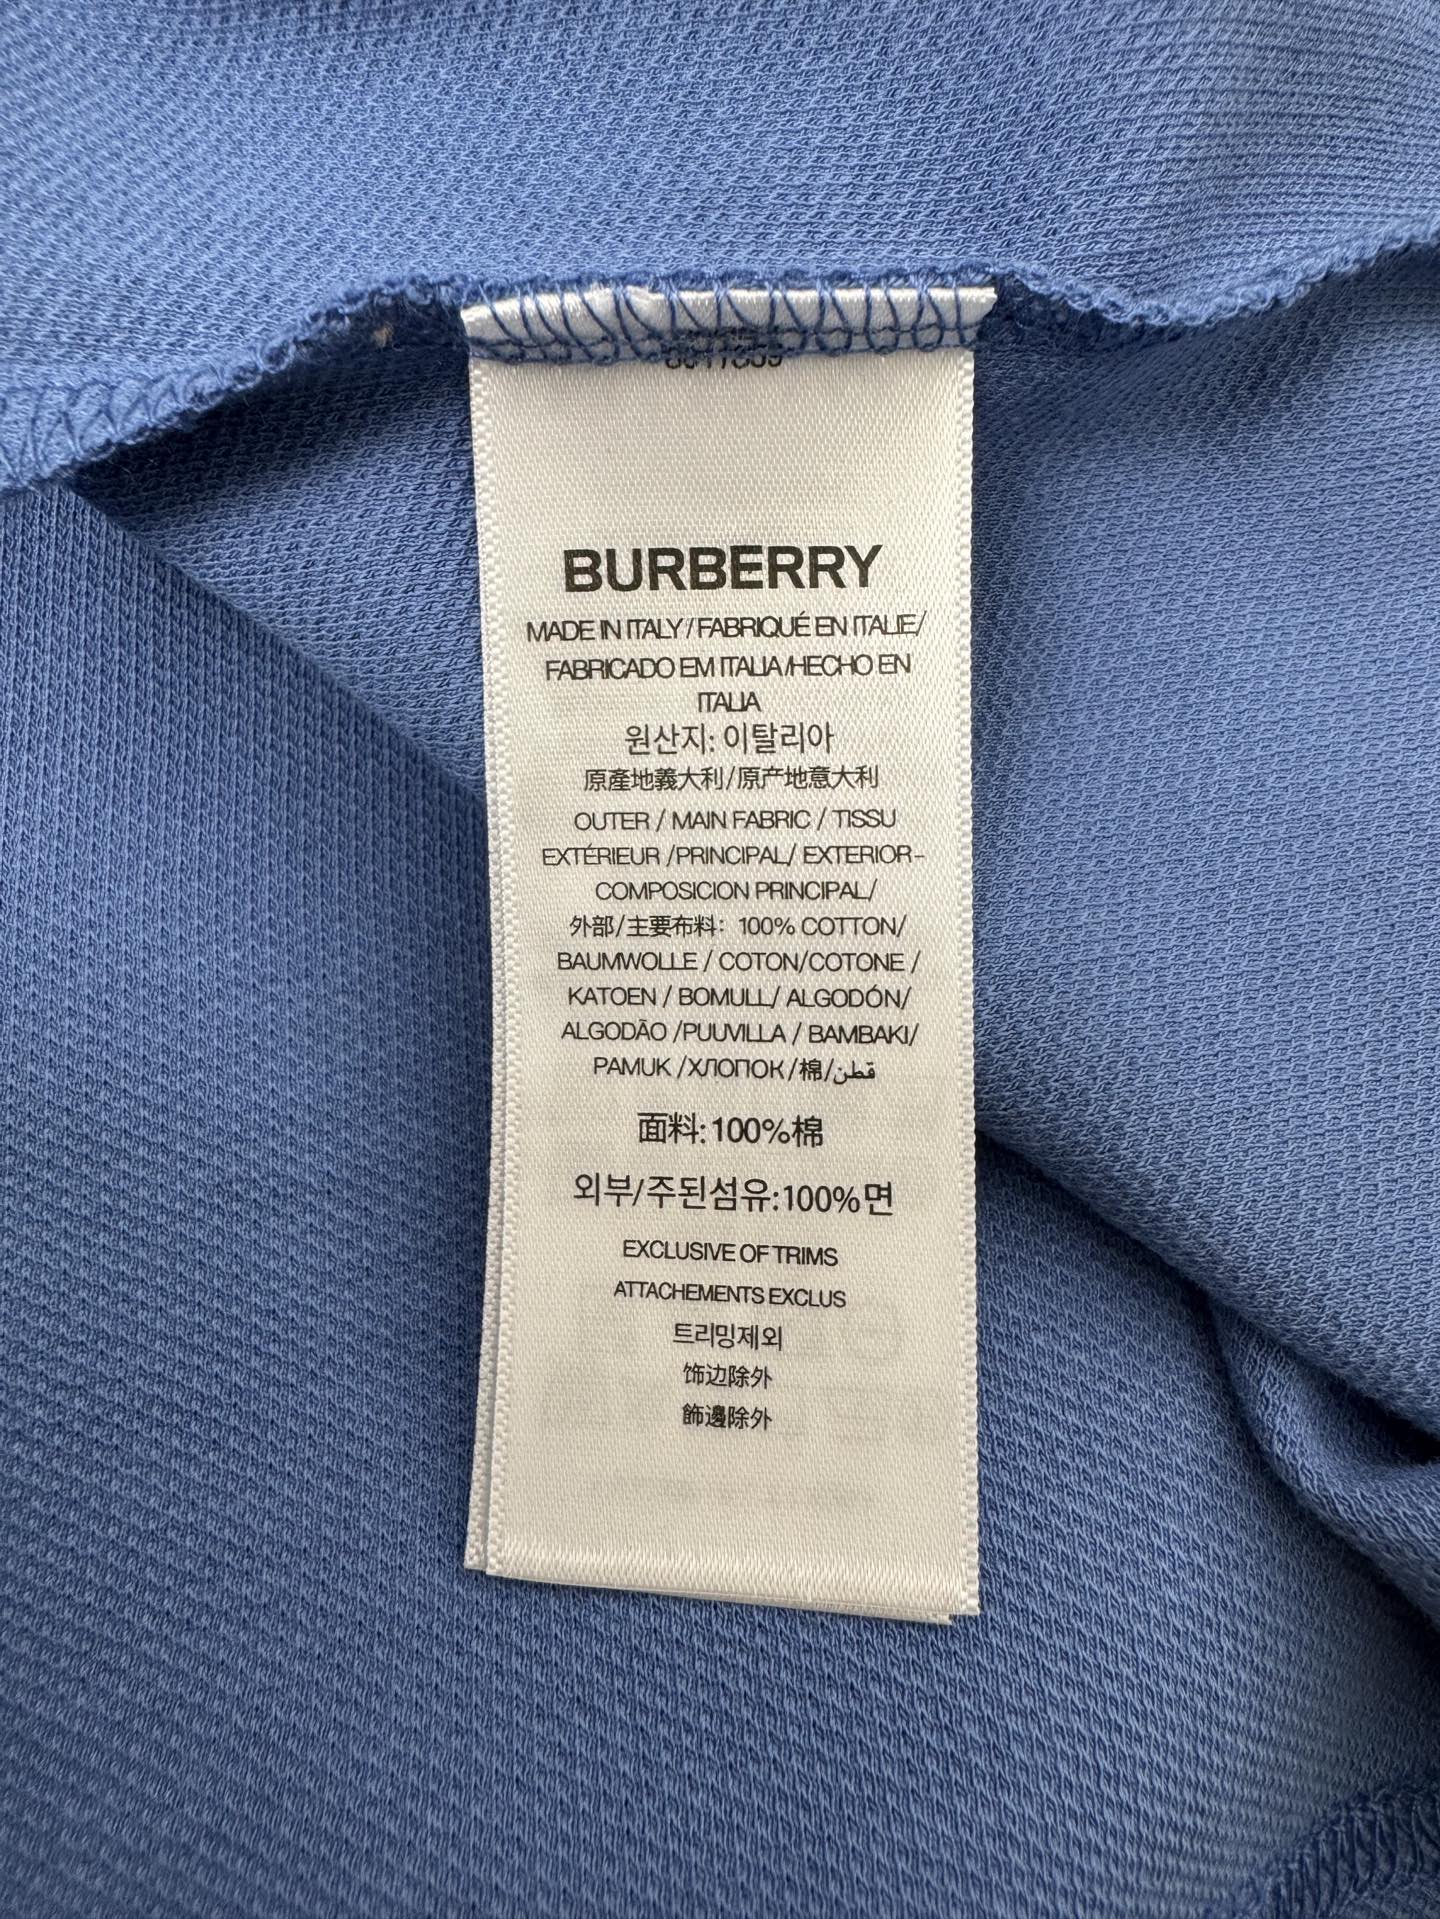 BURBERRY
MADE IN ITALY/FABRIQUÉ EN ITALIE/
FABRICADO EM ITALIA/HECHO EN
ITALIA
원산지: 이탈리아
原產地義大利/原产地意大利
OUTER / MAIN FABRIC / TISSU
EXTÉRIEUR /PRINCIPAL/ EXTERIOR-
COMPOSICION PRINCIPAL/
外部/主要布料: 100% COTTON/
BAUMWOLLE / COTON/COTONE /
KATOEN / BOMULL/ ALGODÓN/
ALGODÃO /PUUVILLA / BAMBAKI/
PAMUK /ХЛОПОК/棉/قطن
面料:100%棉
외부/주된섬유:100%면
EXCLUSIVE OF TRIMS
ATTACHEMENTS EXCLUS
트리밍제외
饰边除外
飾邊除外